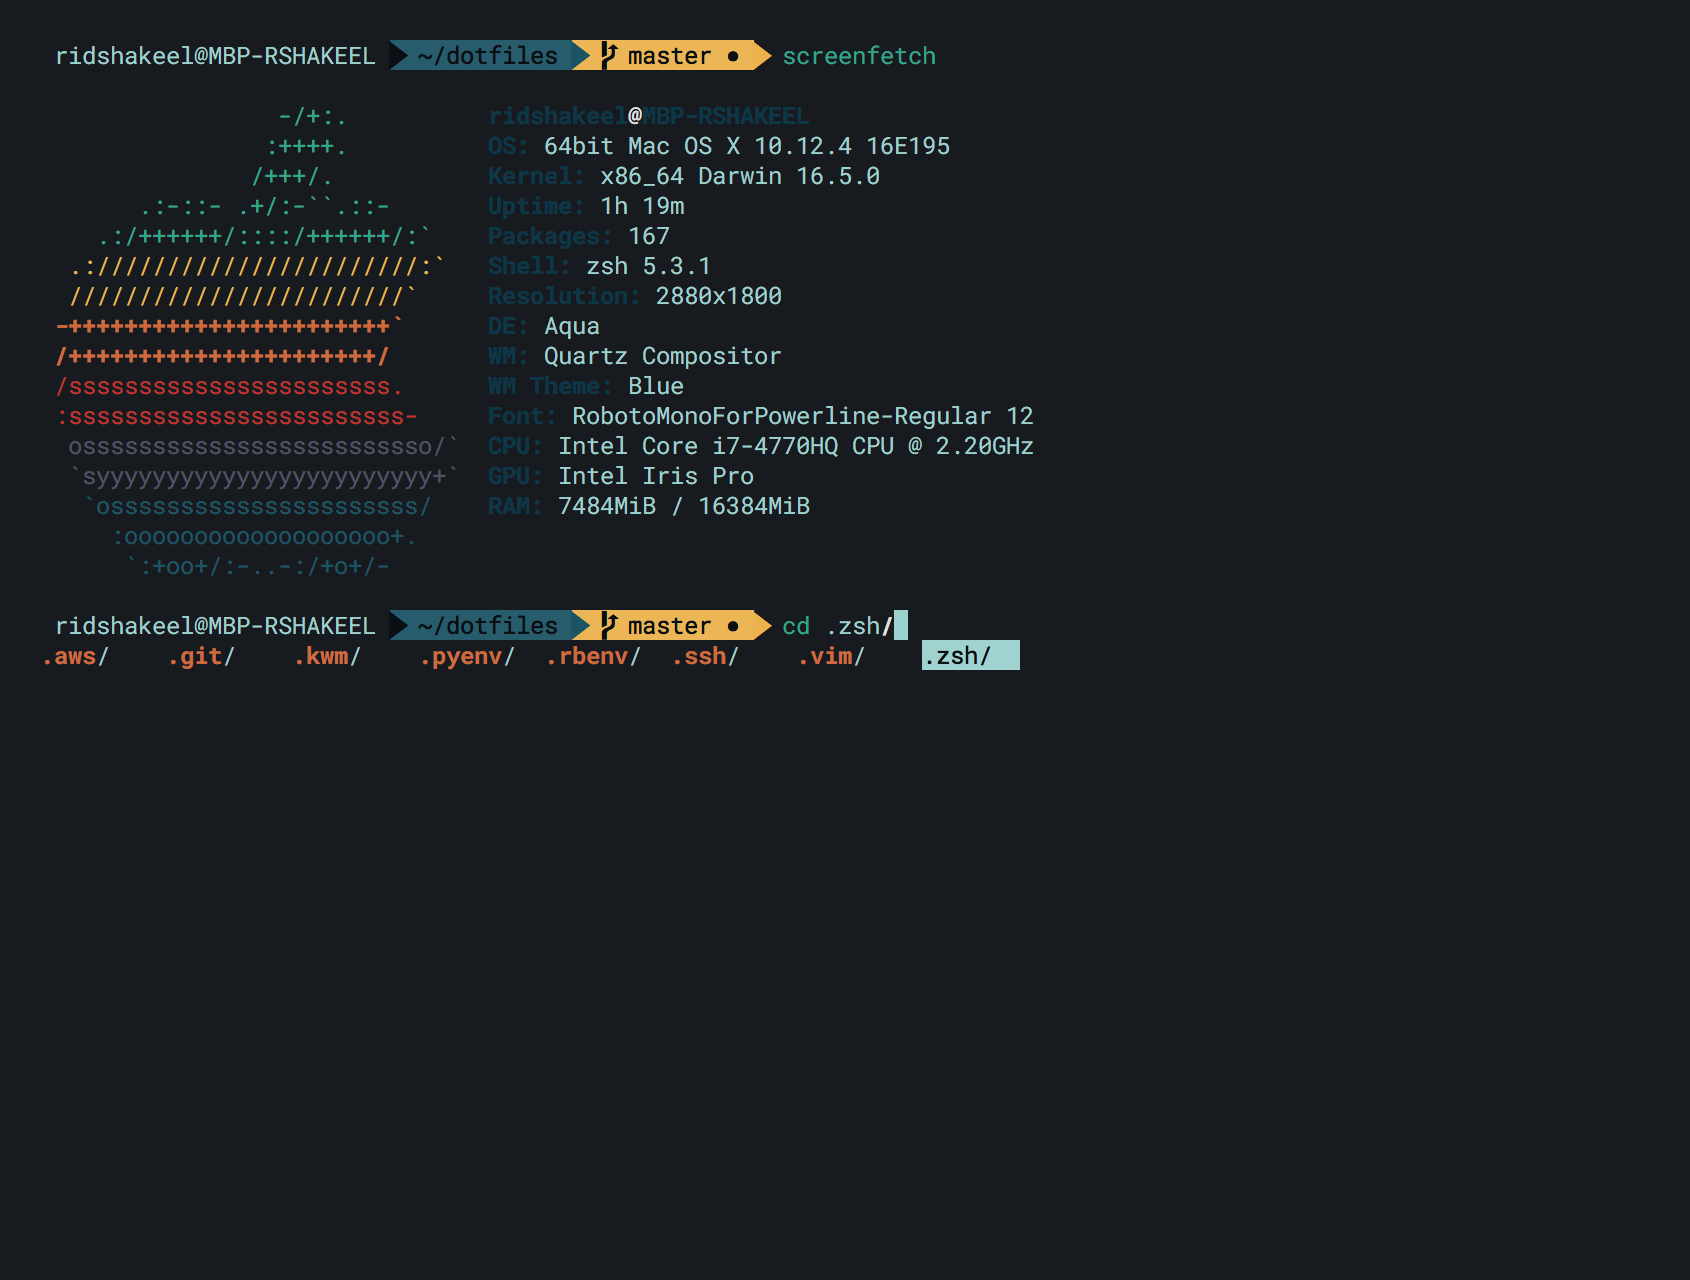 ridshakeel@MBP-RSHAKEEL ~/dotfiles master ● screenfetch
-/+:. ridshakeel@MBP-RSHAKEEL
:++++. OS: 64bit Mac OS X 10.12.4 16E195
/+++/. Kernel: x86_64 Darwin 16.5.0
.:-::- .+/:-``.::- Uptime: 1h 19m
.:/++++++/::::/++++++/:` Packages: 167
.:///////////////////////:` Shell: zsh 5.3.1
////////////////////////` Resolution: 2880x1800
-+++++++++++++++++++++++` DE: Aqua
/++++++++++++++++++++++/ WM: Quartz Compositor
/sssssssssssssssssssssss. WM Theme: Blue
:ssssssssssssssssssssssss- Font: RobotoMonoForPowerline-Regular 12
osssssssssssssssssssssssso/` CPU: Intel Core i7-4770HQ CPU @ 2.20GHz
`syyyyyyyyyyyyyyyyyyyyyyyy+` GPU: Intel Iris Pro
`ossssssssssssssssssssss/ RAM: 7484MiB / 16384MiB
:ooooooooooooooooooo+.
`:+oo+/:-..-:/+o+/-
ridshakeel@MBP-RSHAKEEL ~/dotfiles master ● cd .zsh/
.aws/ .git/ .kwm/ .pyenv/ .rbenv/ .ssh/ .vim/ .zsh/